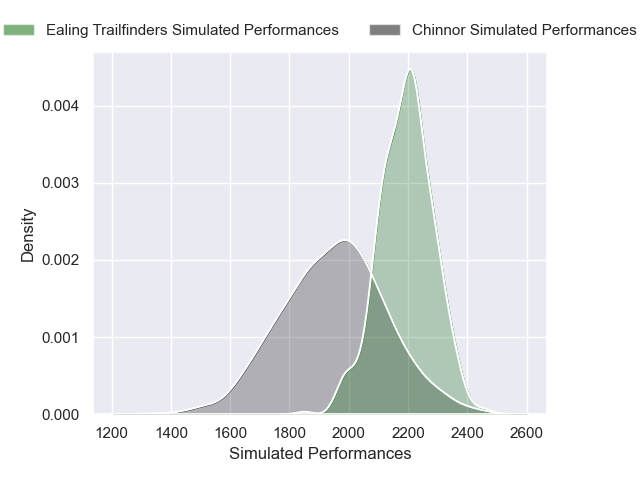 Ealing Trailfinders Simulated Performances
Chinnor Simulated Performances
0.004
0.003
0.002
0.001
0.000
Density
1200 1400 1600 1800 2000 2200 2400 2600
Simulated Performances